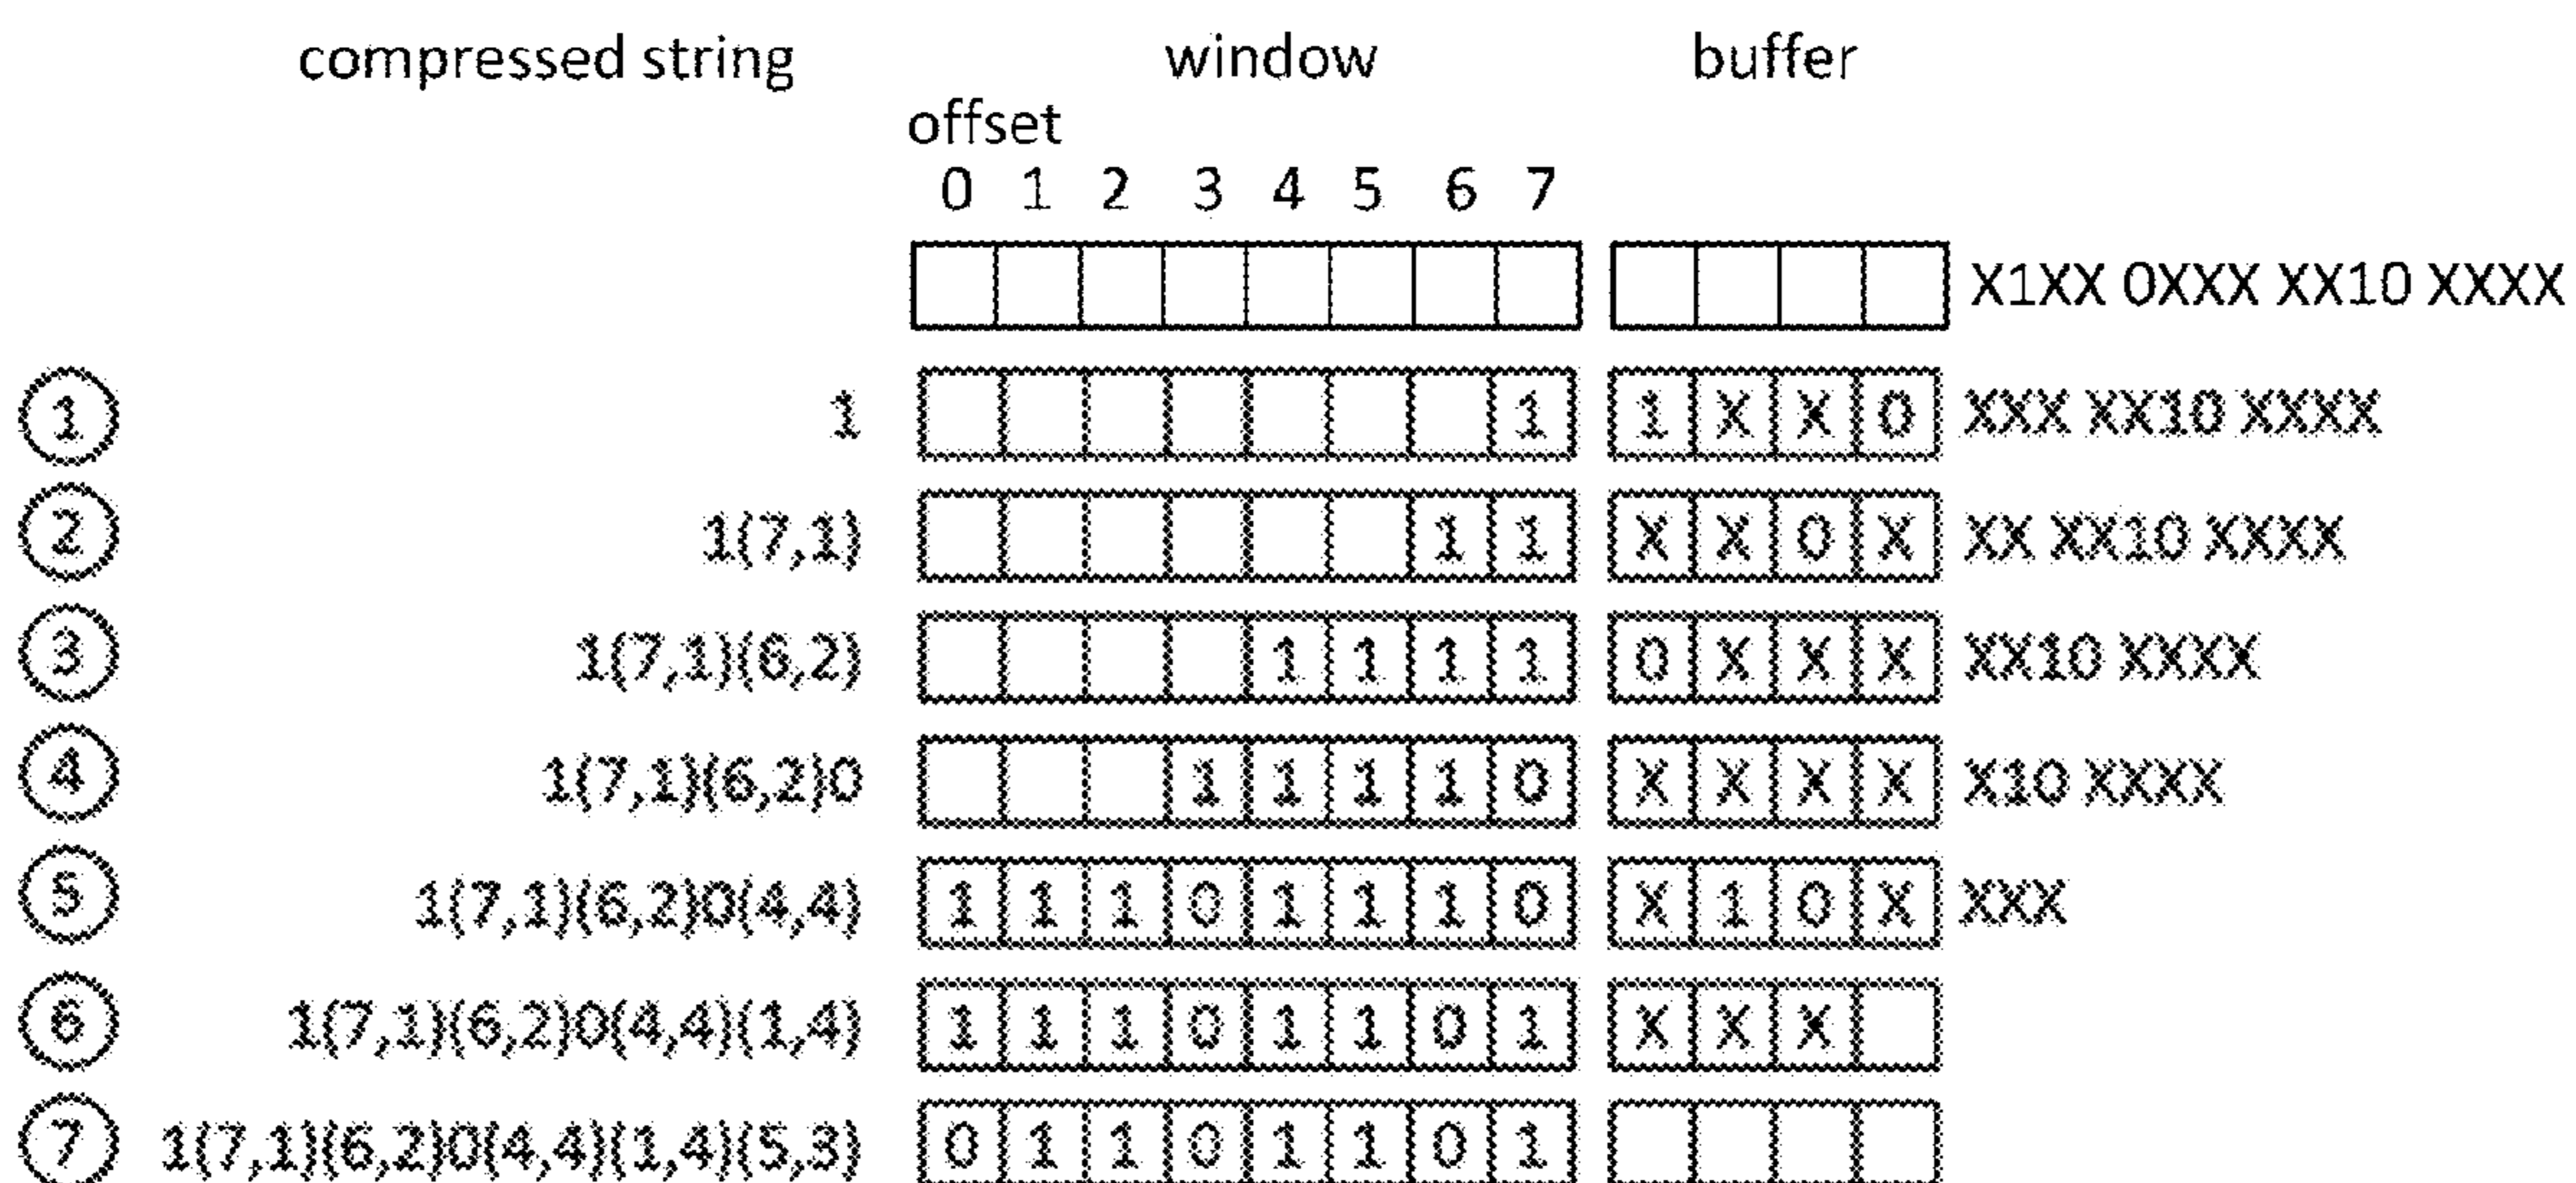 compressed string window buffer
offset
0 1 2 3 4 5 6 7
X1XX 0XXX XX10 XXXX
1 1 1 1 X X 0 XXX XX10 XXXX
2 1(7,1) 1 1 X X 0 X XX XX10 XXXX
3 1(7,1)(6,2) 1 1 1 1 0 X X X XX10 XXXX
4 1(7,1)(6,2)0 1 1 1 1 0 X X X X X10 XXXX
5 1(7,1)(6,2)0(4,4) 1 1 1 0 1 1 1 0 X 1 0 X XXX
6 1(7,1)(6,2)0(4,4)(1,4) 1 1 1 0 1 1 0 1 X X X
7 1(7,1)(6,2)0(4,4)(1,4)(5,3) 0 1 1 0 1 1 0 1